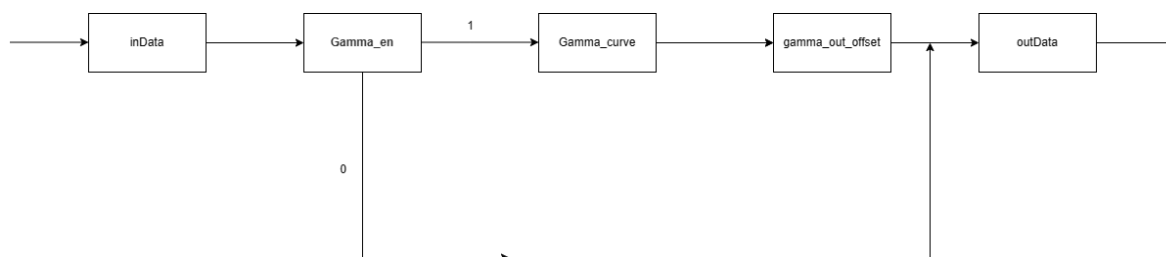 1
inData
Gamma_en
Gamma_curve
gamma_out_offset
outData
0